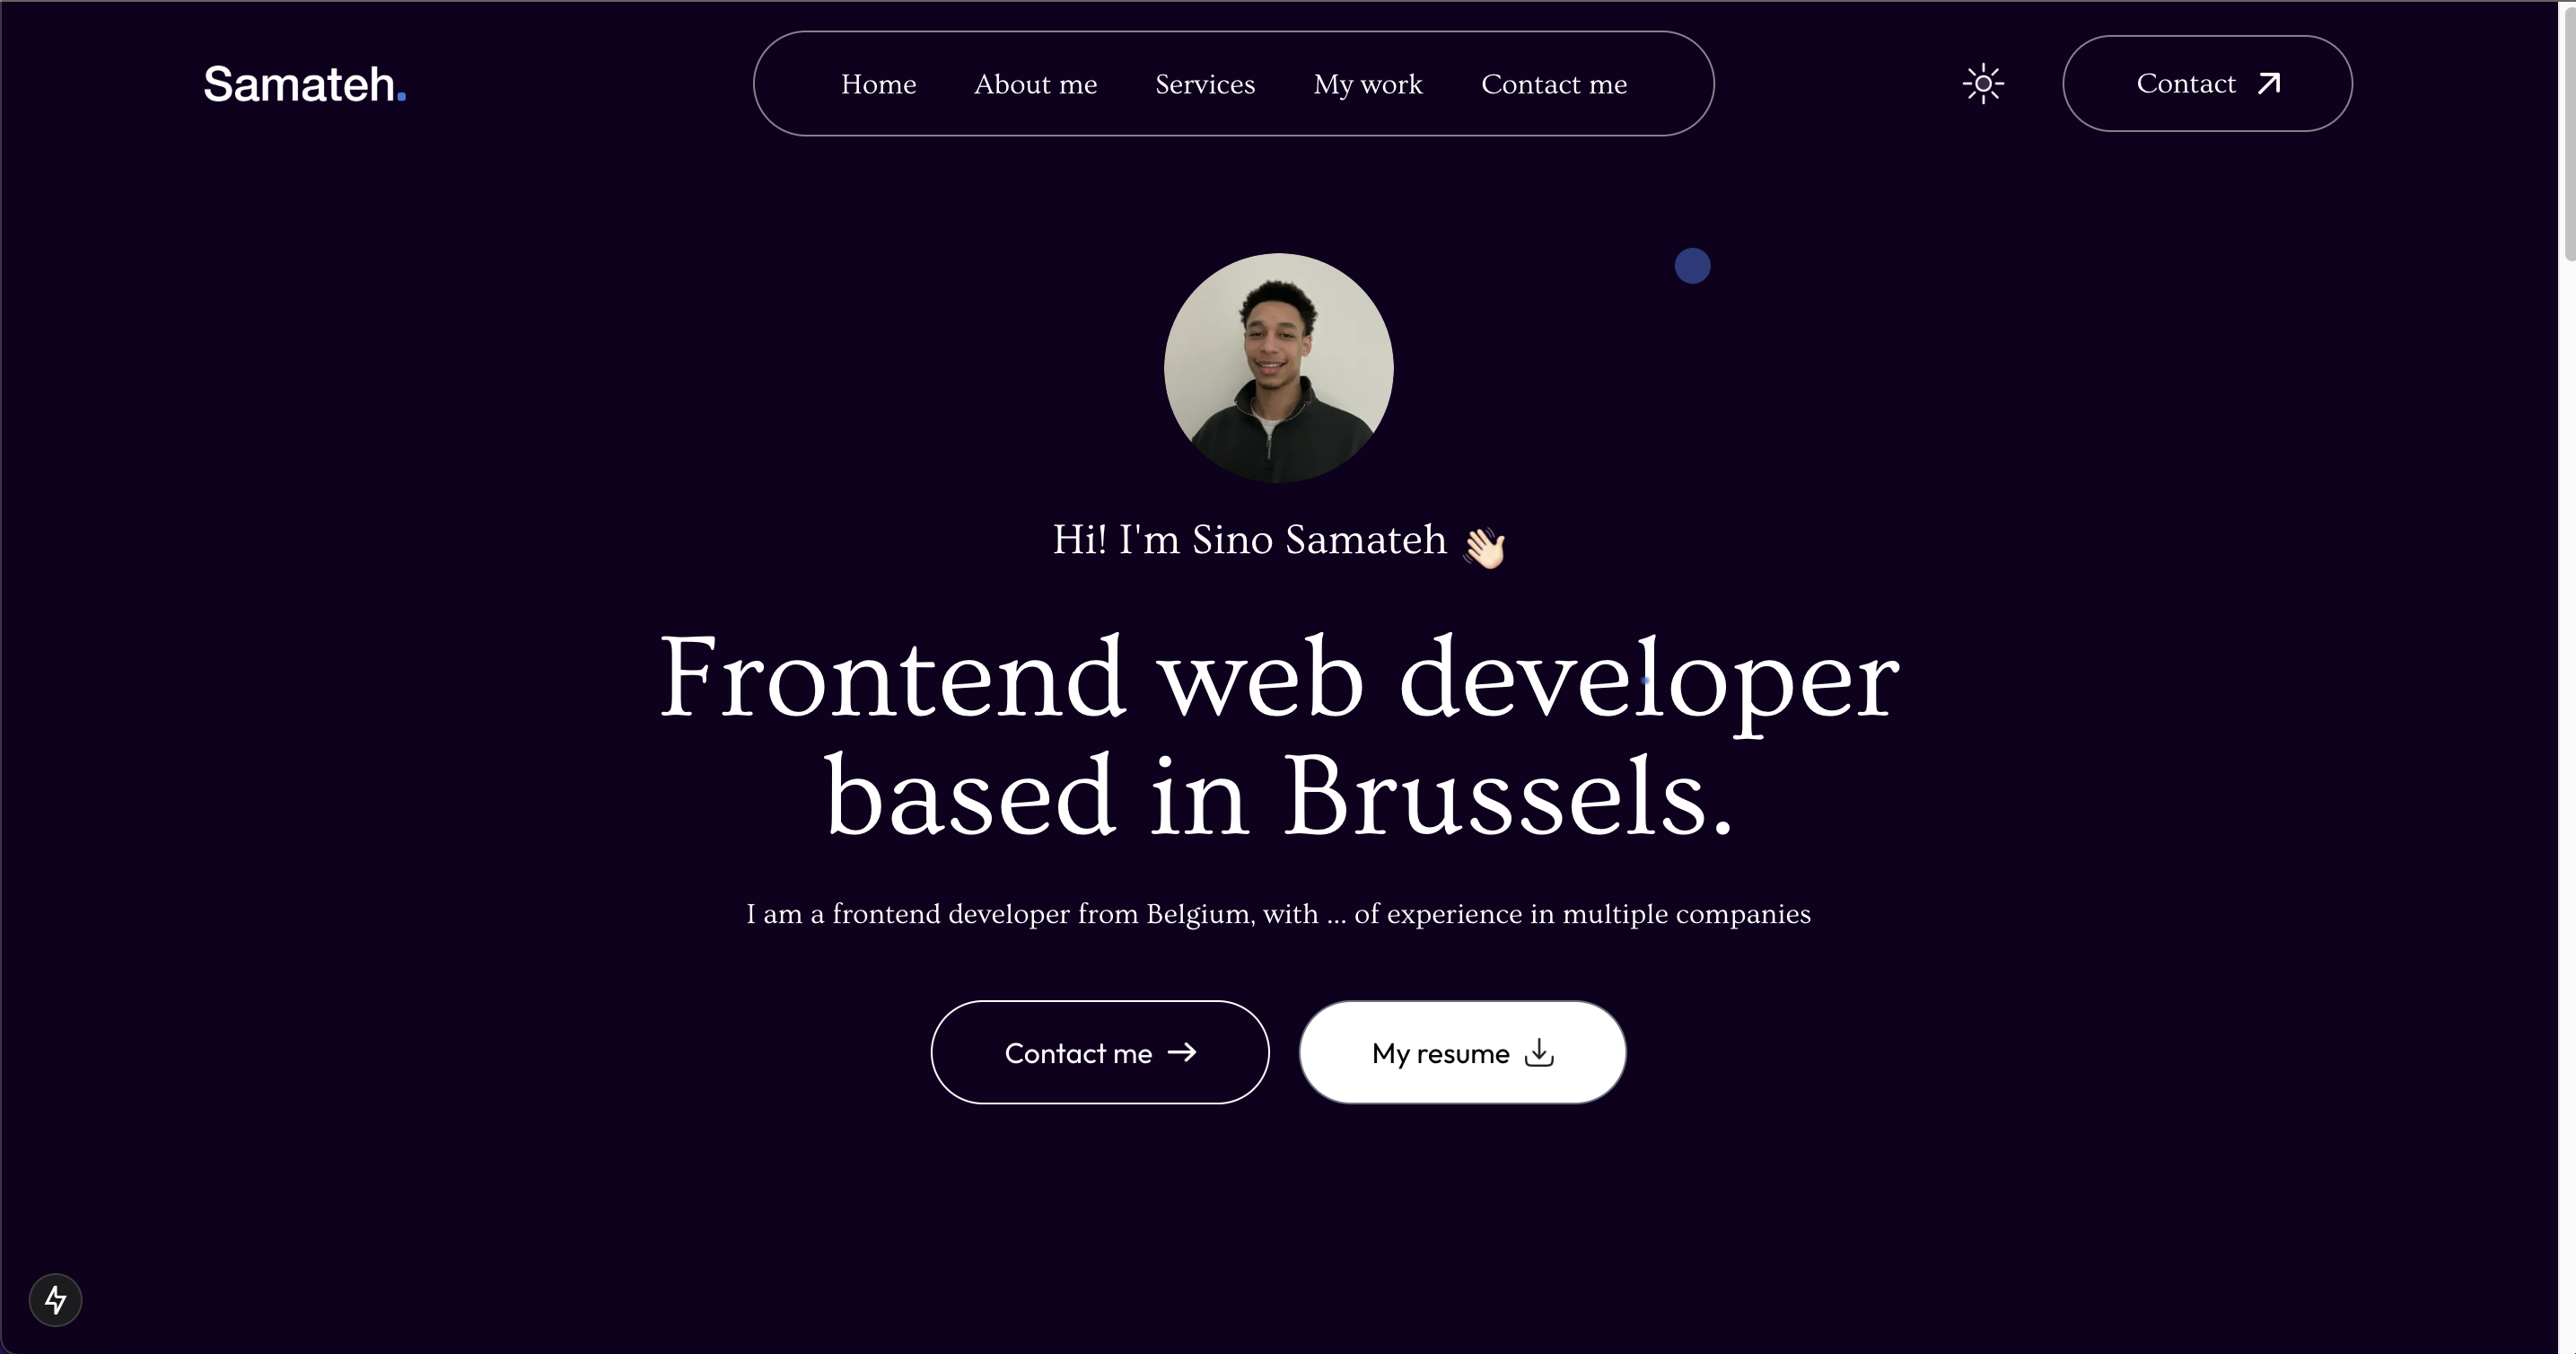 Samateh.
Home About me Services My work Contact me
Contact
Hi! I'm Sino Samateh 👋🏻
Frontend web developer
based in Brussels.
I am a frontend developer from Belgium, with ... of experience in multiple companies
Contact me
My resume